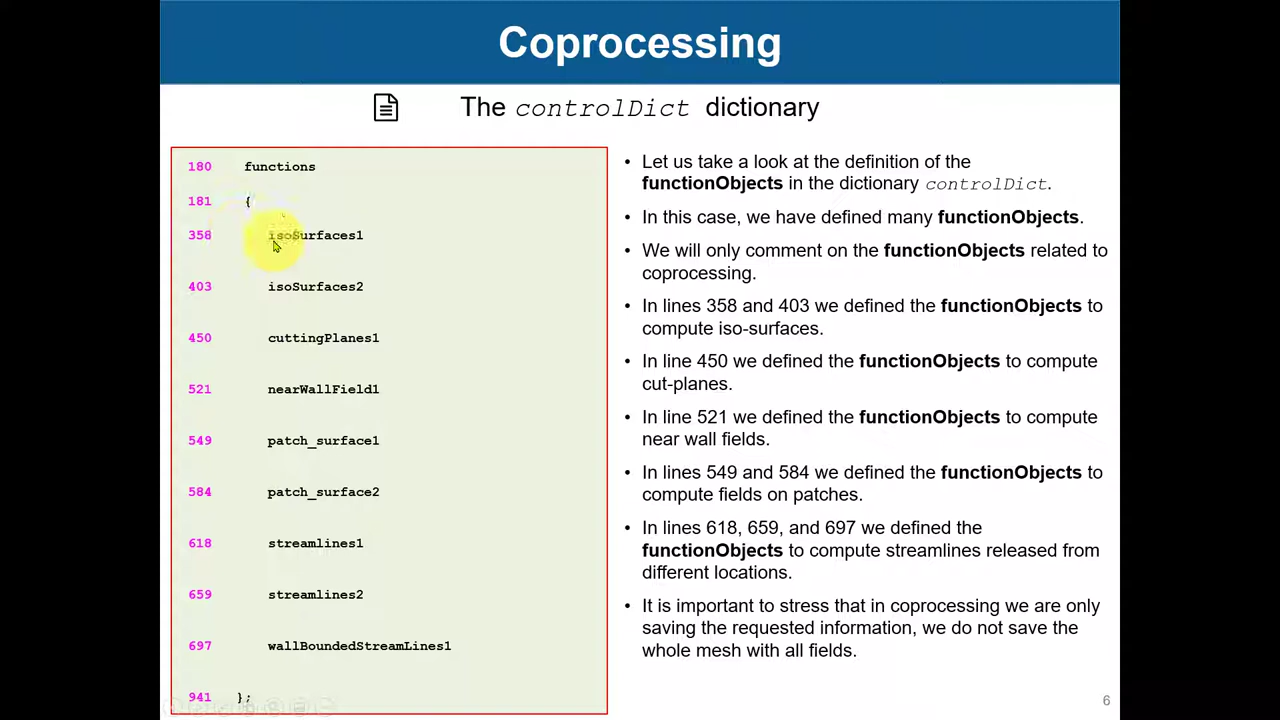 Coprocessing
The controlDict dictionary
180 functions
181 {
358 isoSurfaces1
403 isoSurfaces2
450 cuttingPlanes1
521 nearWallField1
549 patch_surface1
584 patch_surface2
618 streamlines1
659 streamlines2
697 wallBoundedStreamLines1
941 };
• Let us take a look at the definition of the
functionObjects in the dictionary controlDict.
• In this case, we have defined many functionObjects.
• We will only comment on the functionObjects related to
coprocessing.
• In lines 358 and 403 we defined the functionObjects to
compute iso-surfaces.
• In line 450 we defined the functionObjects to compute
cut-planes.
• In line 521 we defined the functionObjects to compute
near wall fields.
• In lines 549 and 584 we defined the functionObjects to
compute fields on patches.
• In lines 618, 659, and 697 we defined the
functionObjects to compute streamlines released from
different locations.
• It is important to stress that in coprocessing we are only
saving the requested information, we do not save the
whole mesh with all fields.
6